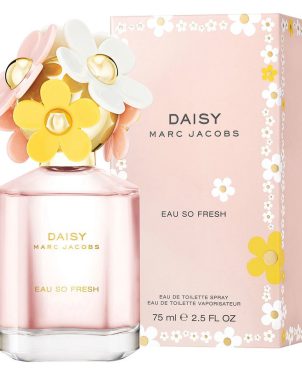 DAISY
MARC JACOBS
EAU SO FRESH
DAISY
MARC JACOBS
EAU SO FRESH
EAU DE TOILETTE SPRAY
EAU DE TOILETTE VAPORISATEUR
75 ml ℮ 2.5 FL OZ